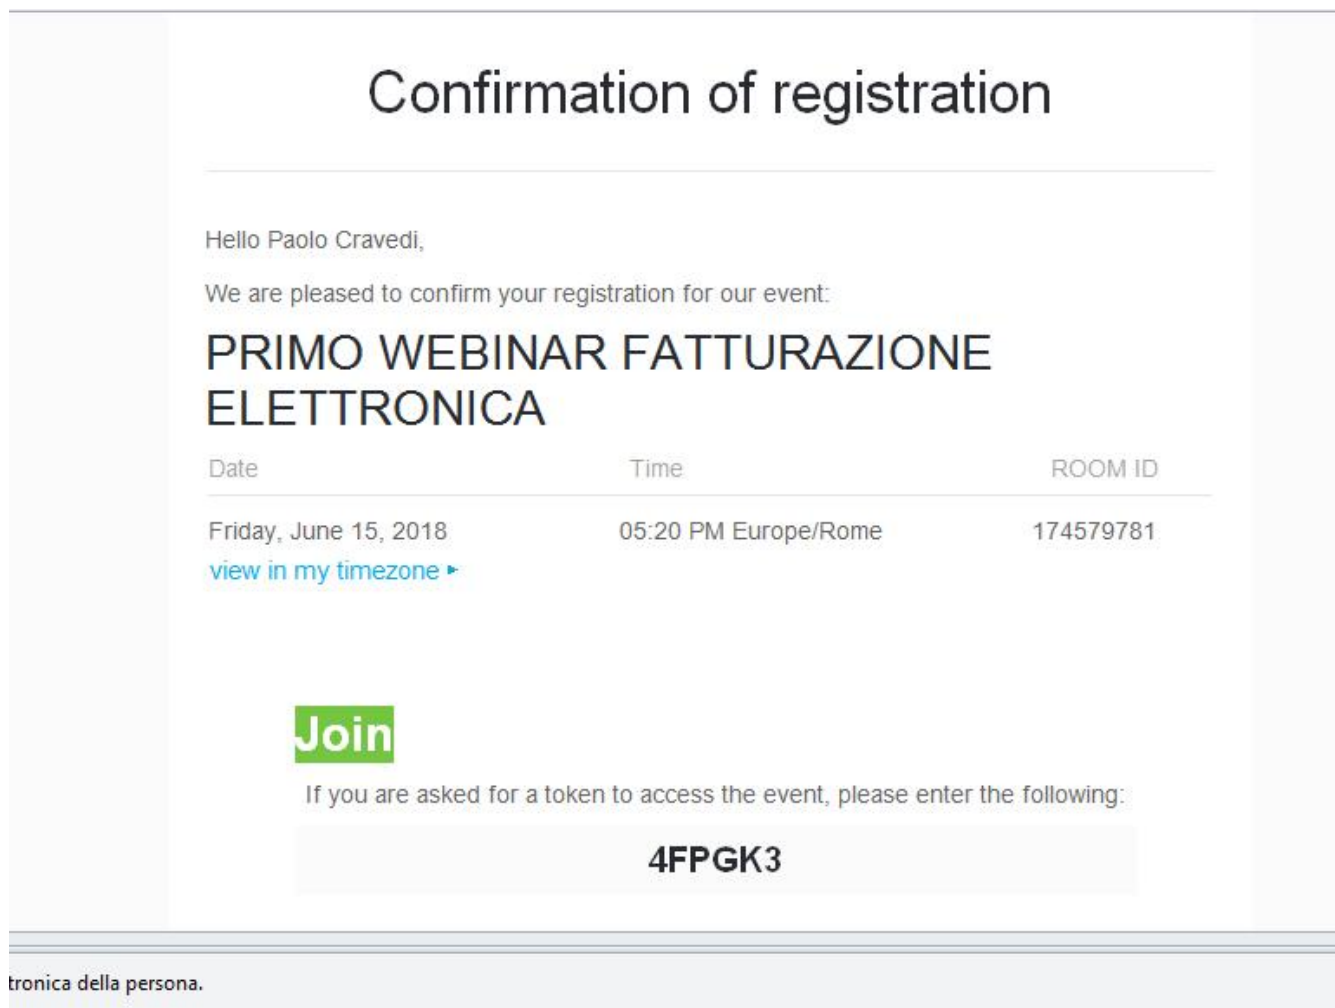 Confirmation of registration
Hello Paolo Cravedi,
We are pleased to confirm your registration for our event:
PRIMO WEBINAR FATTURAZIONE
ELETTRONICA
Date Time ROOM ID
Friday, June 15, 2018 05:20 PM Europe/Rome 174579781
view in my timezone ▸
Join
If you are asked for a token to access the event, please enter the following:
4FPGK3
tronica della persona.